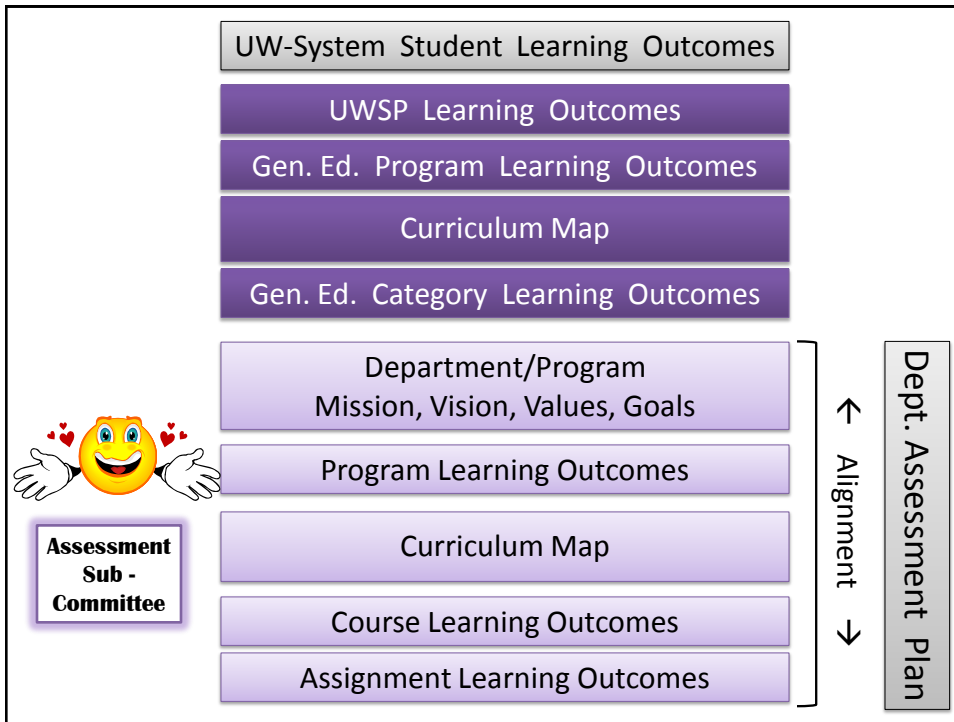 UW-System Student Learning Outcomes
UWSP Learning Outcomes
Gen. Ed. Program Learning Outcomes
Curriculum Map
Gen. Ed. Category Learning Outcomes
Department/Program
Mission, Vision, Values, Goals
Program Learning Outcomes
Curriculum Map
Course Learning Outcomes
Assignment Learning Outcomes
Assessment
Sub -
Committee
← Alignment →
Dept. Assessment Plan